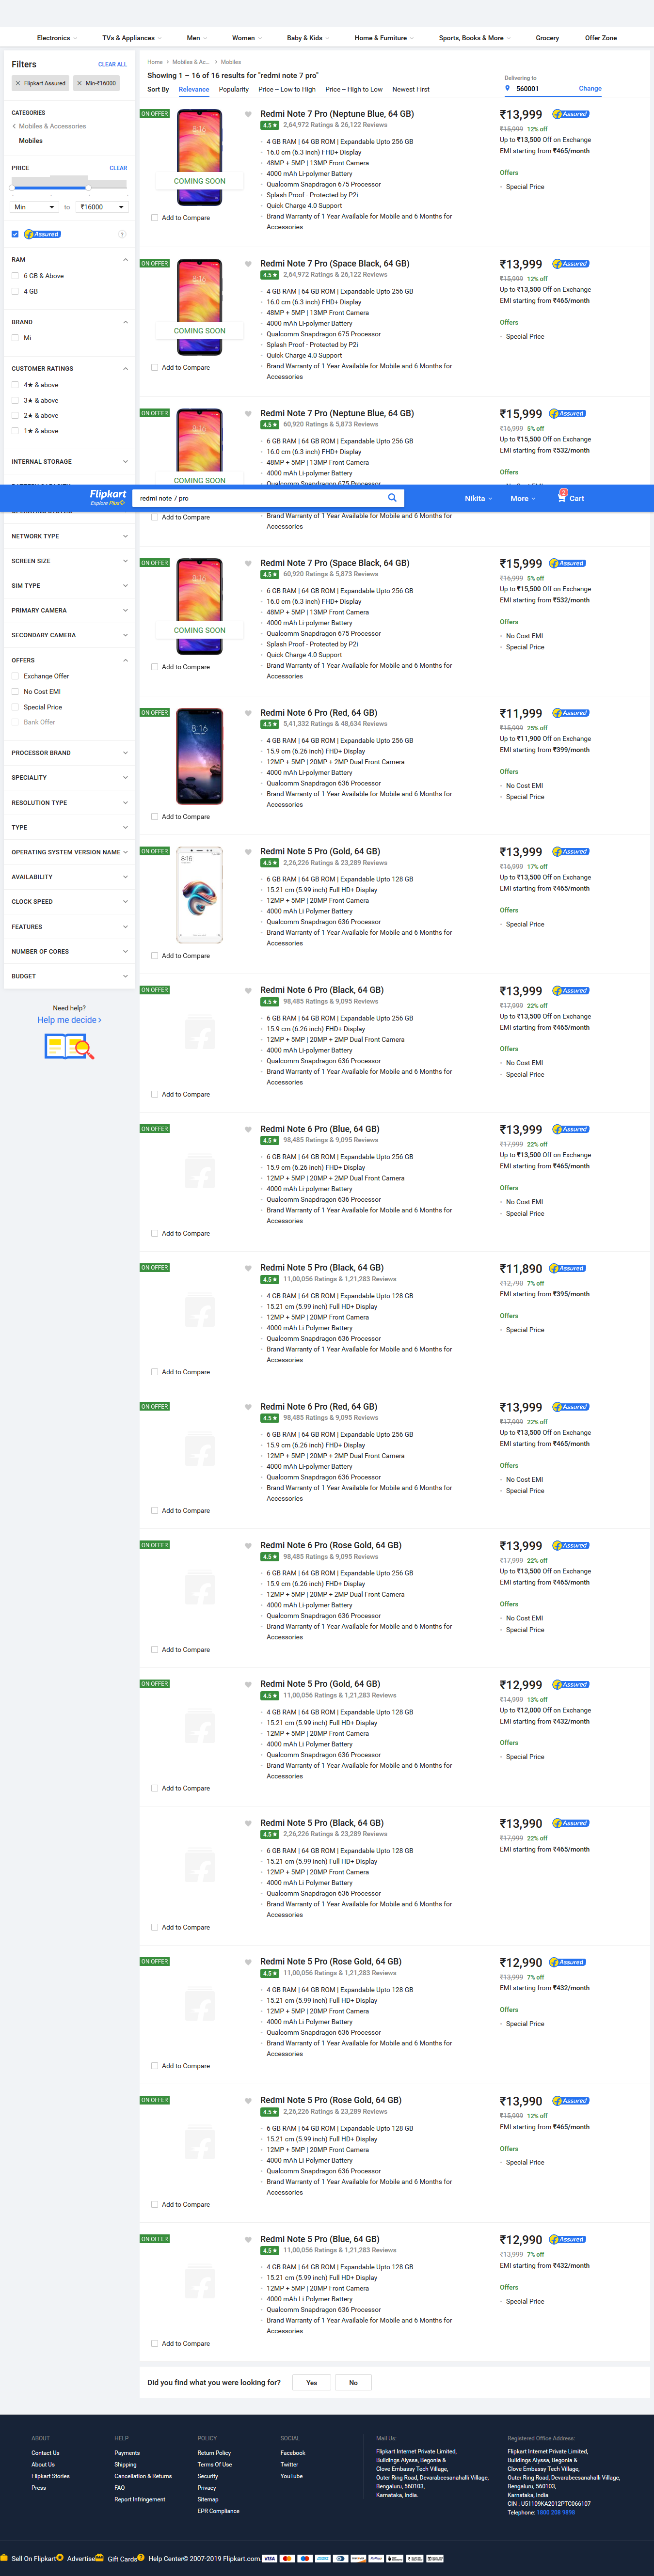 Electronics TVs & Appliances Men Women Baby & Kids Home & Furniture Sports, Books & More Grocery Offer Zone
Filters CLEAR ALL
Flipkart Assured Min-₹16000
CATEGORIES
Mobiles & Accessories
Mobiles
PRICE CLEAR
Min to ₹16000
Assured ?
RAM
6 GB & Above
4 GB
BRAND
Mi
CUSTOMER RATINGS
4★ & above
3★ & above
2★ & above
1★ & above
INTERNAL STORAGE
NETWORK TYPE
SCREEN SIZE
SIM TYPE
PRIMARY CAMERA
SECONDARY CAMERA
OFFERS
Exchange Offer
No Cost EMI
Special Price
Bank Offer
PROCESSOR BRAND
SPECIALITY
RESOLUTION TYPE
TYPE
OPERATING SYSTEM VERSION NAME
AVAILABILITY
CLOCK SPEED
FEATURES
NUMBER OF CORES
BUDGET
Need help?
Help me decide
Home Mobiles & Ac... Mobiles
Showing 1 – 16 of 16 results for "redmi note 7 pro"
Sort By Relevance Popularity Price -- Low to High Price -- High to Low Newest First
Delivering to
560001 Change
ON OFFER
COMING SOON
Add to Compare
Redmi Note 7 Pro (Neptune Blue, 64 GB)
4.5 ★ 2,64,972 Ratings & 26,122 Reviews
4 GB RAM | 64 GB ROM | Expandable Upto 256 GB
16.0 cm (6.3 inch) FHD+ Display
48MP + 5MP | 13MP Front Camera
4000 mAh Li-polymer Battery
Qualcomm Snapdragon 675 Processor
Splash Proof - Protected by P2i
Quick Charge 4.0 Support
Brand Warranty of 1 Year Available for Mobile and 6 Months for
Accessories
₹13,999 Assured
₹15,999 12% off
Up to ₹13,500 Off on Exchange
EMI starting from ₹465/month
Offers
Special Price
ON OFFER
COMING SOON
Add to Compare
Redmi Note 7 Pro (Space Black, 64 GB)
4.5 ★ 2,64,972 Ratings & 26,122 Reviews
4 GB RAM | 64 GB ROM | Expandable Upto 256 GB
16.0 cm (6.3 inch) FHD+ Display
48MP + 5MP | 13MP Front Camera
4000 mAh Li-polymer Battery
Qualcomm Snapdragon 675 Processor
Splash Proof - Protected by P2i
Quick Charge 4.0 Support
Brand Warranty of 1 Year Available for Mobile and 6 Months for
Accessories
₹13,999 Assured
₹15,999 12% off
Up to ₹13,500 Off on Exchange
EMI starting from ₹465/month
Offers
Special Price
ON OFFER
COMING SOON
Redmi Note 7 Pro (Neptune Blue, 64 GB)
4.5 ★ 60,920 Ratings & 5,873 Reviews
6 GB RAM | 64 GB ROM | Expandable Upto 256 GB
16.0 cm (6.3 inch) FHD+ Display
48MP + 5MP | 13MP Front Camera
4000 mAh Li-polymer Battery
Qualcomm Snapdragon 675 Processor
₹15,999 Assured
₹16,999 5% off
Up to ₹15,500 Off on Exchange
EMI starting from ₹532/month
Offers
Flipkart
Explore Plus
redmi note 7 pro
Nikita More Cart
Add to Compare
Brand Warranty of 1 Year Available for Mobile and 6 Months for
Accessories
ON OFFER
COMING SOON
Add to Compare
Redmi Note 7 Pro (Space Black, 64 GB)
4.5 ★ 60,920 Ratings & 5,873 Reviews
6 GB RAM | 64 GB ROM | Expandable Upto 256 GB
16.0 cm (6.3 inch) FHD+ Display
48MP + 5MP | 13MP Front Camera
4000 mAh Li-polymer Battery
Qualcomm Snapdragon 675 Processor
Splash Proof - Protected by P2i
Quick Charge 4.0 Support
Brand Warranty of 1 Year Available for Mobile and 6 Months for
Accessories
₹15,999 Assured
₹16,999 5% off
Up to ₹15,500 Off on Exchange
EMI starting from ₹532/month
Offers
No Cost EMI
Special Price
ON OFFER
8:16
Add to Compare
Redmi Note 6 Pro (Red, 64 GB)
4.5 ★ 5,41,332 Ratings & 48,634 Reviews
4 GB RAM | 64 GB ROM | Expandable Upto 256 GB
15.9 cm (6.26 inch) FHD+ Display
12MP + 5MP | 20MP + 2MP Dual Front Camera
4000 mAh Li-polymer Battery
Qualcomm Snapdragon 636 Processor
Brand Warranty of 1 Year Available for Mobile and 6 Months for
Accessories
₹11,999 Assured
₹15,999 25% off
Up to ₹11,900 Off on Exchange
EMI starting from ₹399/month
Offers
No Cost EMI
Special Price
ON OFFER
8:16
Add to Compare
Redmi Note 5 Pro (Gold, 64 GB)
4.5 ★ 2,26,226 Ratings & 23,289 Reviews
6 GB RAM | 64 GB ROM | Expandable Upto 128 GB
15.21 cm (5.99 inch) Full HD+ Display
12MP + 5MP | 20MP Front Camera
4000 mAh Li Polymer Battery
Qualcomm Snapdragon 636 Processor
Brand Warranty of 1 Year Available for Mobile and 6 Months for
Accessories
₹13,999 Assured
₹16,999 17% off
Up to ₹13,500 Off on Exchange
EMI starting from ₹465/month
Offers
Special Price
ON OFFER
Add to Compare
Redmi Note 6 Pro (Black, 64 GB)
4.5 ★ 98,485 Ratings & 9,095 Reviews
6 GB RAM | 64 GB ROM | Expandable Upto 256 GB
15.9 cm (6.26 inch) FHD+ Display
12MP + 5MP | 20MP + 2MP Dual Front Camera
4000 mAh Li-polymer Battery
Qualcomm Snapdragon 636 Processor
Brand Warranty of 1 Year Available for Mobile and 6 Months for
Accessories
₹13,999 Assured
₹17,999 22% off
Up to ₹13,500 Off on Exchange
EMI starting from ₹465/month
Offers
No Cost EMI
Special Price
ON OFFER
Add to Compare
Redmi Note 6 Pro (Blue, 64 GB)
4.5 ★ 98,485 Ratings & 9,095 Reviews
6 GB RAM | 64 GB ROM | Expandable Upto 256 GB
15.9 cm (6.26 inch) FHD+ Display
12MP + 5MP | 20MP + 2MP Dual Front Camera
4000 mAh Li-polymer Battery
Qualcomm Snapdragon 636 Processor
Brand Warranty of 1 Year Available for Mobile and 6 Months for
Accessories
₹13,999 Assured
₹17,999 22% off
Up to ₹13,500 Off on Exchange
EMI starting from ₹465/month
Offers
No Cost EMI
Special Price
ON OFFER
Add to Compare
Redmi Note 5 Pro (Black, 64 GB)
4.5 ★ 11,00,056 Ratings & 1,21,283 Reviews
4 GB RAM | 64 GB ROM | Expandable Upto 128 GB
15.21 cm (5.99 inch) Full HD+ Display
12MP + 5MP | 20MP Front Camera
4000 mAh Li Polymer Battery
Qualcomm Snapdragon 636 Processor
Brand Warranty of 1 Year Available for Mobile and 6 Months for
Accessories
₹11,890 Assured
₹12,790 7% off
EMI starting from ₹395/month
Offers
Special Price
ON OFFER
Add to Compare
Redmi Note 6 Pro (Red, 64 GB)
4.5 ★ 98,485 Ratings & 9,095 Reviews
6 GB RAM | 64 GB ROM | Expandable Upto 256 GB
15.9 cm (6.26 inch) FHD+ Display
12MP + 5MP | 20MP + 2MP Dual Front Camera
4000 mAh Li-polymer Battery
Qualcomm Snapdragon 636 Processor
Brand Warranty of 1 Year Available for Mobile and 6 Months for
Accessories
₹13,999 Assured
₹17,999 22% off
Up to ₹13,500 Off on Exchange
EMI starting from ₹465/month
Offers
No Cost EMI
Special Price
ON OFFER
Add to Compare
Redmi Note 6 Pro (Rose Gold, 64 GB)
4.5 ★ 98,485 Ratings & 9,095 Reviews
6 GB RAM | 64 GB ROM | Expandable Upto 256 GB
15.9 cm (6.26 inch) FHD+ Display
12MP + 5MP | 20MP + 2MP Dual Front Camera
4000 mAh Li-polymer Battery
Qualcomm Snapdragon 636 Processor
Brand Warranty of 1 Year Available for Mobile and 6 Months for
Accessories
₹13,999 Assured
₹17,999 22% off
Up to ₹13,500 Off on Exchange
EMI starting from ₹465/month
Offers
No Cost EMI
Special Price
ON OFFER
Add to Compare
Redmi Note 5 Pro (Gold, 64 GB)
4.5 ★ 11,00,056 Ratings & 1,21,283 Reviews
4 GB RAM | 64 GB ROM | Expandable Upto 128 GB
15.21 cm (5.99 inch) Full HD+ Display
12MP + 5MP | 20MP Front Camera
4000 mAh Li Polymer Battery
Qualcomm Snapdragon 636 Processor
Brand Warranty of 1 Year Available for Mobile and 6 Months for
Accessories
₹12,999 Assured
₹14,999 13% off
Up to ₹12,000 Off on Exchange
EMI starting from ₹432/month
Offers
Special Price
Add to Compare
Redmi Note 5 Pro (Black, 64 GB)
4.5 ★ 2,26,226 Ratings & 23,289 Reviews
6 GB RAM | 64 GB ROM | Expandable Upto 128 GB
15.21 cm (5.99 inch) Full HD+ Display
12MP + 5MP | 20MP Front Camera
4000 mAh Li Polymer Battery
Qualcomm Snapdragon 636 Processor
Brand Warranty of 1 Year Available for Mobile and 6 Months for
Accessories
₹13,990 Assured
₹17,999 22% off
EMI starting from ₹465/month
ON OFFER
Add to Compare
Redmi Note 5 Pro (Rose Gold, 64 GB)
4.5 ★ 11,00,056 Ratings & 1,21,283 Reviews
4 GB RAM | 64 GB ROM | Expandable Upto 128 GB
15.21 cm (5.99 inch) Full HD+ Display
12MP + 5MP | 20MP Front Camera
4000 mAh Li Polymer Battery
Qualcomm Snapdragon 636 Processor
Brand Warranty of 1 Year Available for Mobile and 6 Months for
Accessories
₹12,990 Assured
₹13,999 7% off
EMI starting from ₹432/month
Offers
Special Price
ON OFFER
Add to Compare
Redmi Note 5 Pro (Rose Gold, 64 GB)
4.5 ★ 2,26,226 Ratings & 23,289 Reviews
6 GB RAM | 64 GB ROM | Expandable Upto 128 GB
15.21 cm (5.99 inch) Full HD+ Display
12MP + 5MP | 20MP Front Camera
4000 mAh Li Polymer Battery
Qualcomm Snapdragon 636 Processor
Brand Warranty of 1 Year Available for Mobile and 6 Months for
Accessories
₹13,990 Assured
₹15,999 12% off
EMI starting from ₹465/month
Offers
Special Price
ON OFFER
Add to Compare
Redmi Note 5 Pro (Blue, 64 GB)
4.5 ★ 11,00,056 Ratings & 1,21,283 Reviews
4 GB RAM | 64 GB ROM | Expandable Upto 128 GB
15.21 cm (5.99 inch) Full HD+ Display
12MP + 5MP | 20MP Front Camera
4000 mAh Li Polymer Battery
Qualcomm Snapdragon 636 Processor
Brand Warranty of 1 Year Available for Mobile and 6 Months for
Accessories
₹12,990 Assured
₹13,999 7% off
EMI starting from ₹432/month
Offers
Special Price
Did you find what you were looking for? Yes No
ABOUT
Contact Us
About Us
Flipkart Stories
Press
HELP
Payments
Shipping
Cancellation & Returns
FAQ
Report Infringement
POLICY
Return Policy
Terms Of Use
Security
Privacy
Sitemap
EPR Compliance
SOCIAL
Facebook
Twitter
YouTube
Mail Us:
Flipkart Internet Private Limited,
Buildings Alyssa, Begonia &
Clove Embassy Tech Village,
Outer Ring Road, Devarabeesanahalli Village,
Bengaluru, 560103,
Karnataka, India.
Registered Office Address:
Flipkart Internet Private Limited,
Buildings Alyssa, Begonia &
Clove Embassy Tech Village,
Outer Ring Road, Devarabeesanahalli Village,
Bengaluru, 560103,
Karnataka, India
CIN : U51109KA2012PTC066107
Telephone: 1800 208 9898
Sell On Flipkart Advertise Gift Cards Help Center © 2007-2019 Flipkart.com VISA